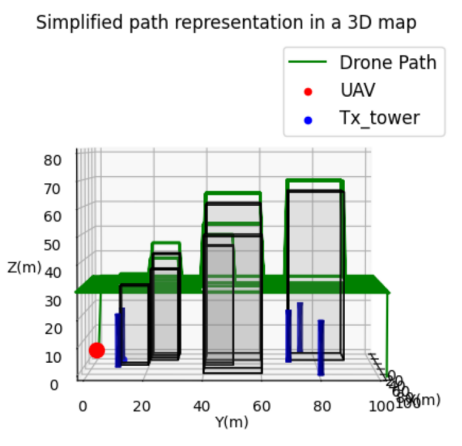 Simplified path representation in a 3D map
Drone Path
UAV
Tx_tower
80
70
60
50
Z(m) 40
30
20
10
0
0 20 40 60 80 100
Y(m)